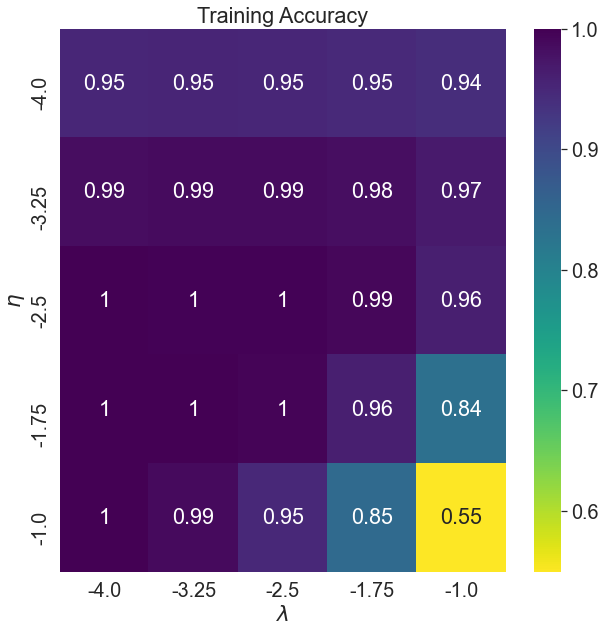 Training Accuracy
-4.0 0.95 0.95 0.95 0.95 0.94
-3.25 0.99 0.99 0.99 0.98 0.97
-2.5 1 1 1 0.99 0.96
-1.75 1 1 1 0.96 0.84
-1.0 1 0.99 0.95 0.85 0.55
-4.0 -3.25 -2.5 -1.75 -1.0
λ
η
1.0
0.9
0.8
0.7
0.6